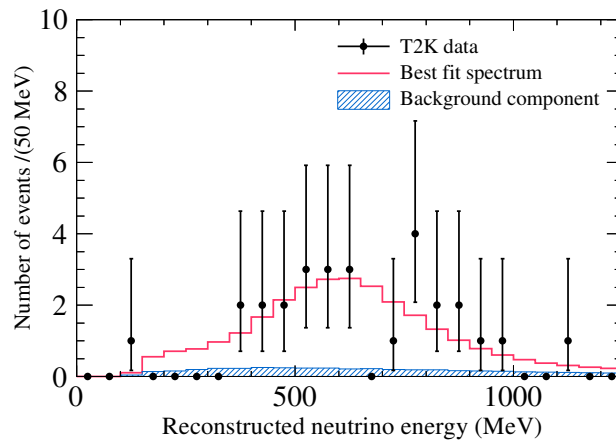 10
8
6
4
2
0
T2K data
Best fit spectrum
Background component
Number of events /(50 MeV)
0 500 1000
Reconstructed neutrino energy (MeV)